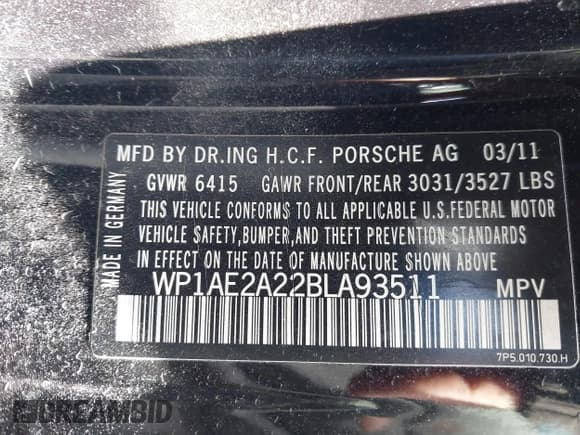 MFD BY DR.ING H.C.F. PORSCHE AG 03/11
GVWR 6415 GAWR FRONT/REAR 3031/3527 LBS
THIS VEHICLE CONFORMS TO ALL APPLICABLE U.S.FEDERAL MOTOR
VEHICLE SAFETY,BUMPER,AND THEFT PREVENTION STANDARDS
IN EFFECT ON THE DATE OF MANUFACTURE SHOWN ABOVE
WP1AE2A22BLA93511 MPV
MADE IN GERMANY
7P5.010.730.H
DREAMBID